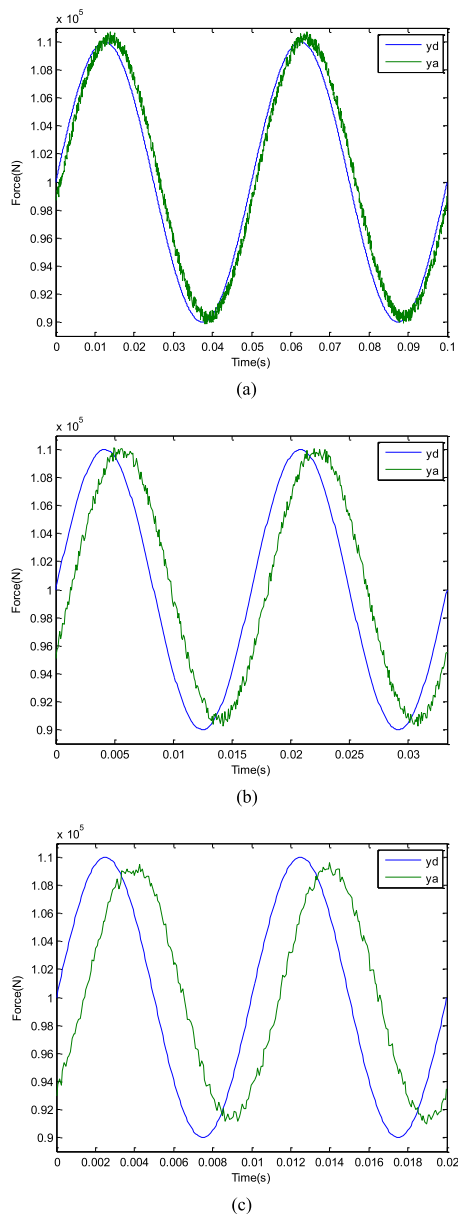 x 10^5
1.1
1.08
1.06
1.04
1.02
1
0.98
0.96
0.94
0.92
0.9
Force(N)
yd
ya
0 0.01 0.02 0.03 0.04 0.05 0.06 0.07 0.08 0.09 0.1
Time(s)
(a)
x 10^5
1.1
1.08
1.06
1.04
1.02
1
0.98
0.96
0.94
0.92
0.9
Force(N)
yd
ya
0 0.005 0.01 0.015 0.02 0.025 0.03
Time(s)
(b)
x 10^5
1.1
1.08
1.06
1.04
1.02
1
0.98
0.96
0.94
0.92
0.9
Force(N)
yd
ya
0 0.002 0.004 0.006 0.008 0.01 0.012 0.014 0.016 0.018 0.02
Time(s)
(c)